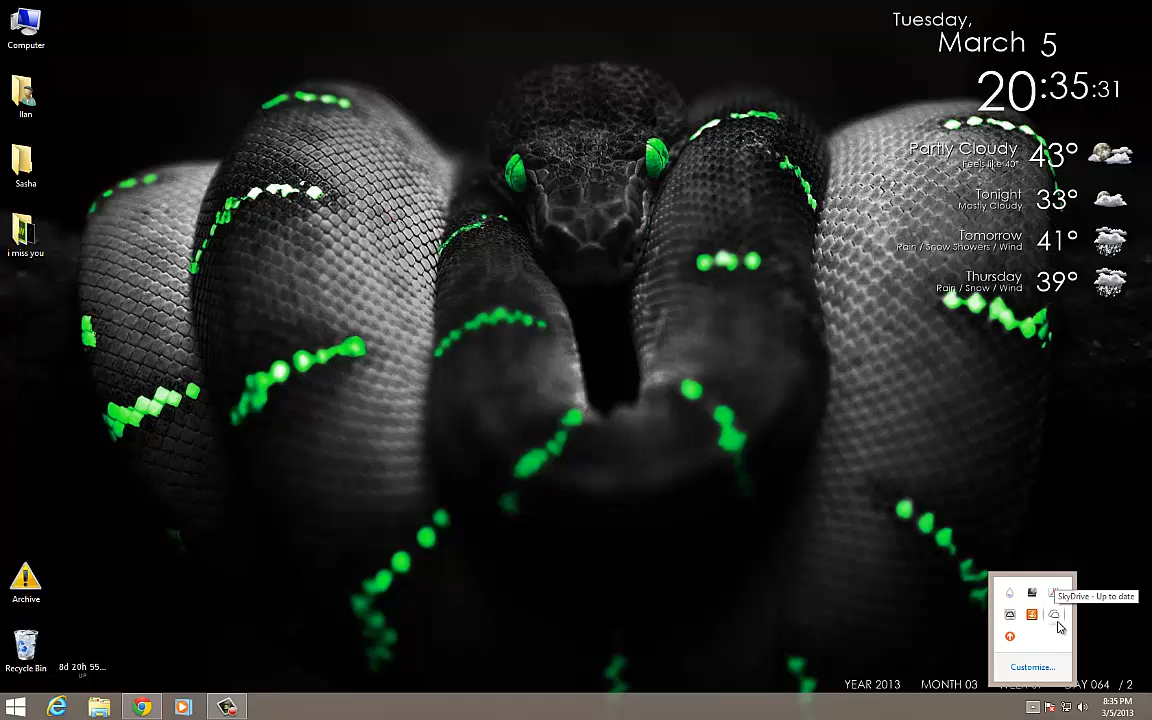 Computer
Ilan
Sasha
i miss you
Archive
Recycle Bin
8d 20h 55...
UP
Tuesday,
March 5
20:35:31
Partly Cloudy
Feels like 40°
43°
Tonight
Mostly Cloudy
33°
Tomorrow
Rain / Snow Showers / Wind
41°
Thursday
Rain / Snow / Wind
39°
SkyDrive - Up to date
Customize...
YEAR 2013 MONTH 03 DAY 064 / 2
8:35 PM
3/5/2013